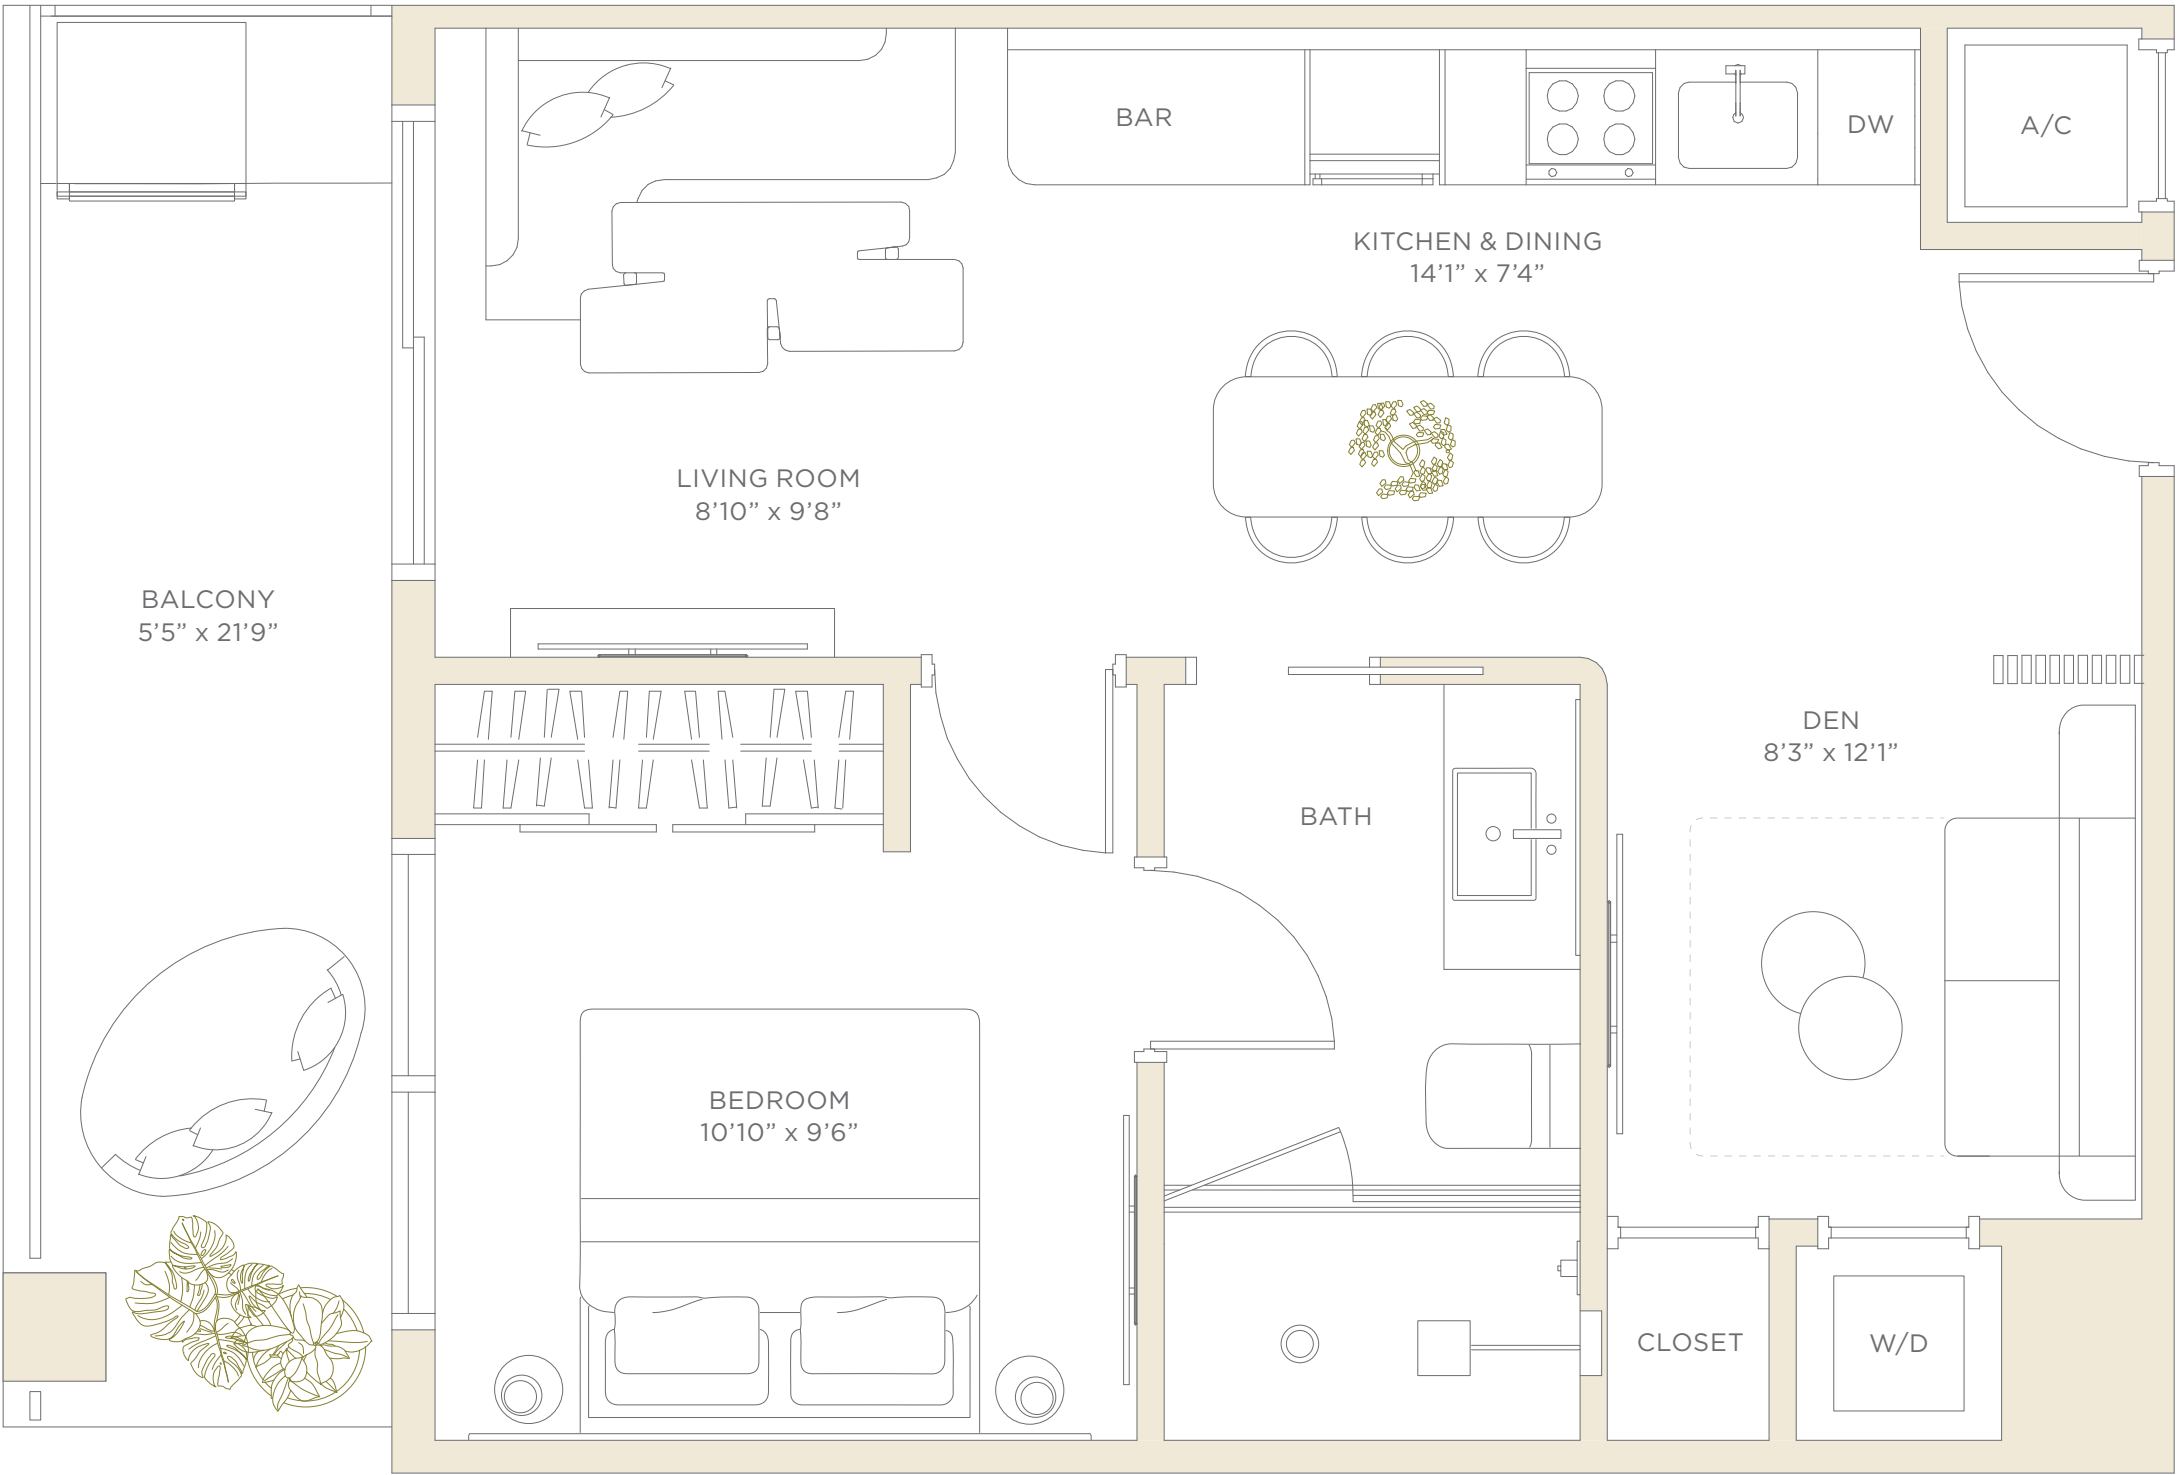 BAR
DW
A/C
KITCHEN & DINING
14’1” x 7’4”
LIVING ROOM
8’10” x 9’8”
BALCONY
5’5” x 21’9”
DEN
8’3” x 12’1”
BATH
BEDROOM
10’10” x 9’6”
CLOSET
W/D